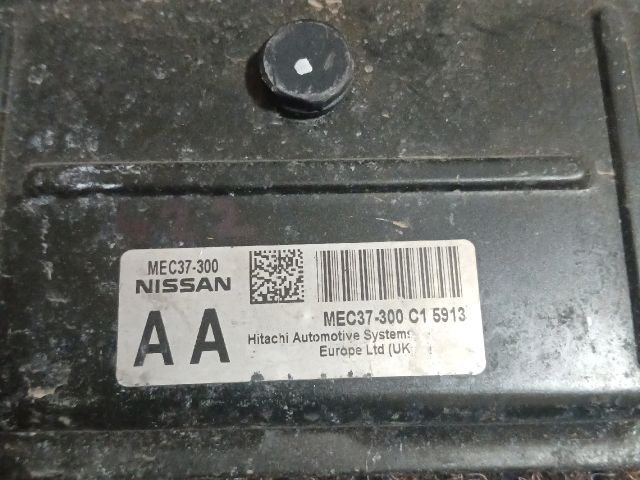 MEC37-300
NISSAN
AA
MEC37-300 C1 5913
Hitachi Automotive Systems
Europe Ltd (UK